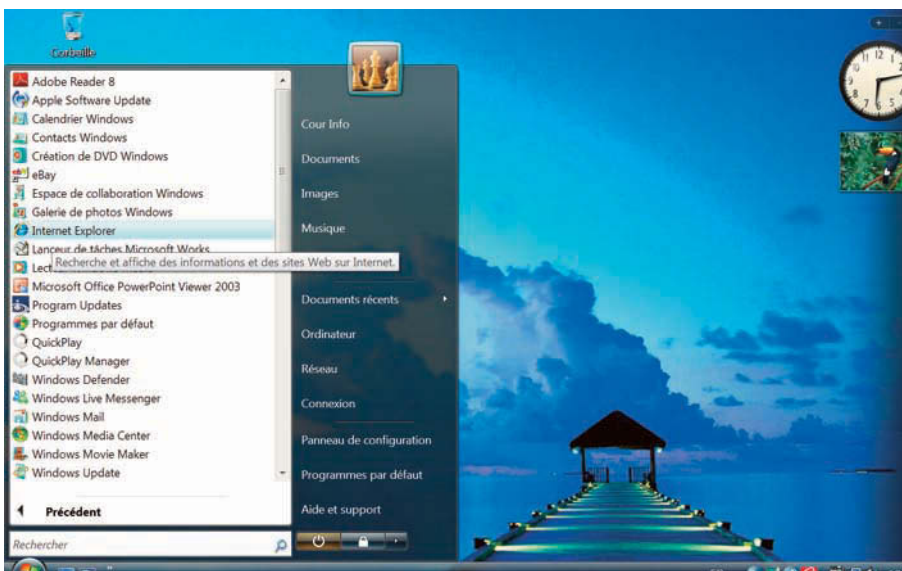 Corbeille
Adobe Reader 8
Apple Software Update
Calendrier Windows
Contacts Windows
Création de DVD Windows
eBay
Espace de collaboration Windows
Galerie de photos Windows
Internet Explorer
Lanceur de tâches Microsoft Works
Recherche et affiche des informations et des sites Web sur Internet.
Microsoft Office PowerPoint Viewer 2003
Program Updates
Programmes par défaut
QuickPlay
QuickPlay Manager
Windows Defender
Windows Live Messenger
Windows Mail
Windows Media Center
Windows Movie Maker
Windows Update
Précédent
Rechercher
Cour Info
Documents
Images
Musique
Documents récents
Ordinateur
Réseau
Connexion
Panneau de configuration
Programmes par défaut
Aide et support
11 12 1